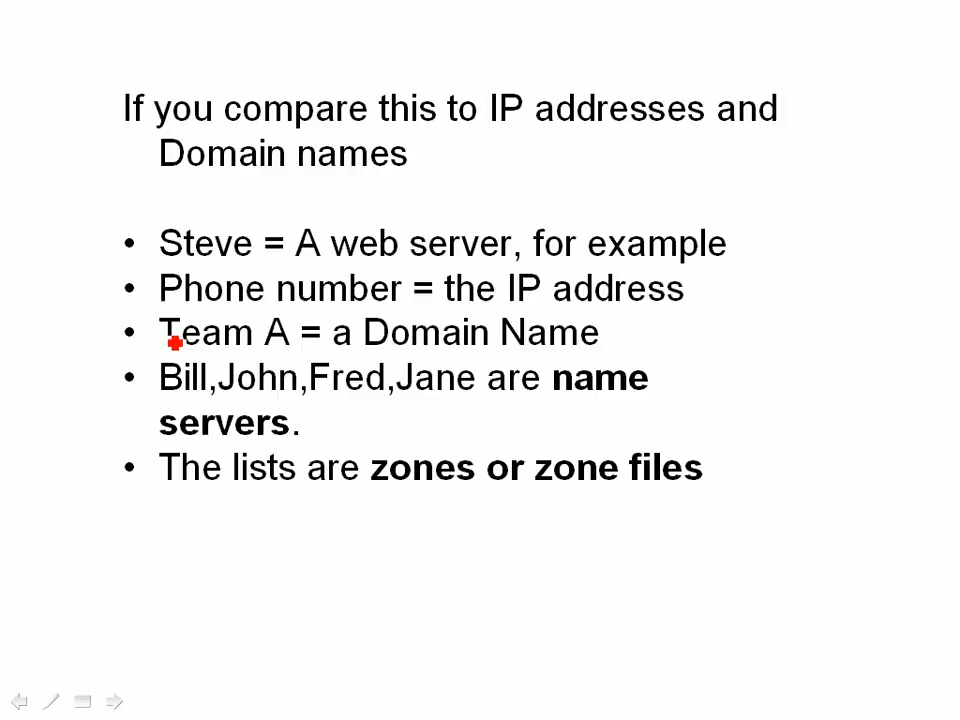 If you compare this to IP addresses and
Domain names
• Steve = A web server, for example
• Phone number = the IP address
• Team A = a Domain Name
• Bill,John,Fred,Jane are name
servers.
• The lists are zones or zone files